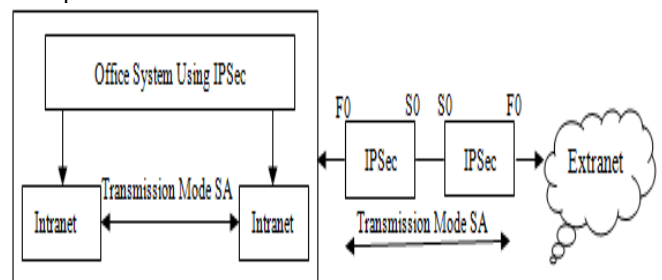 Office System Using IPSec
F0 S0 S0 F0
IPSec IPSec Extranet
Transmission Mode SA
Intranet Intranet
Transmission Mode SA